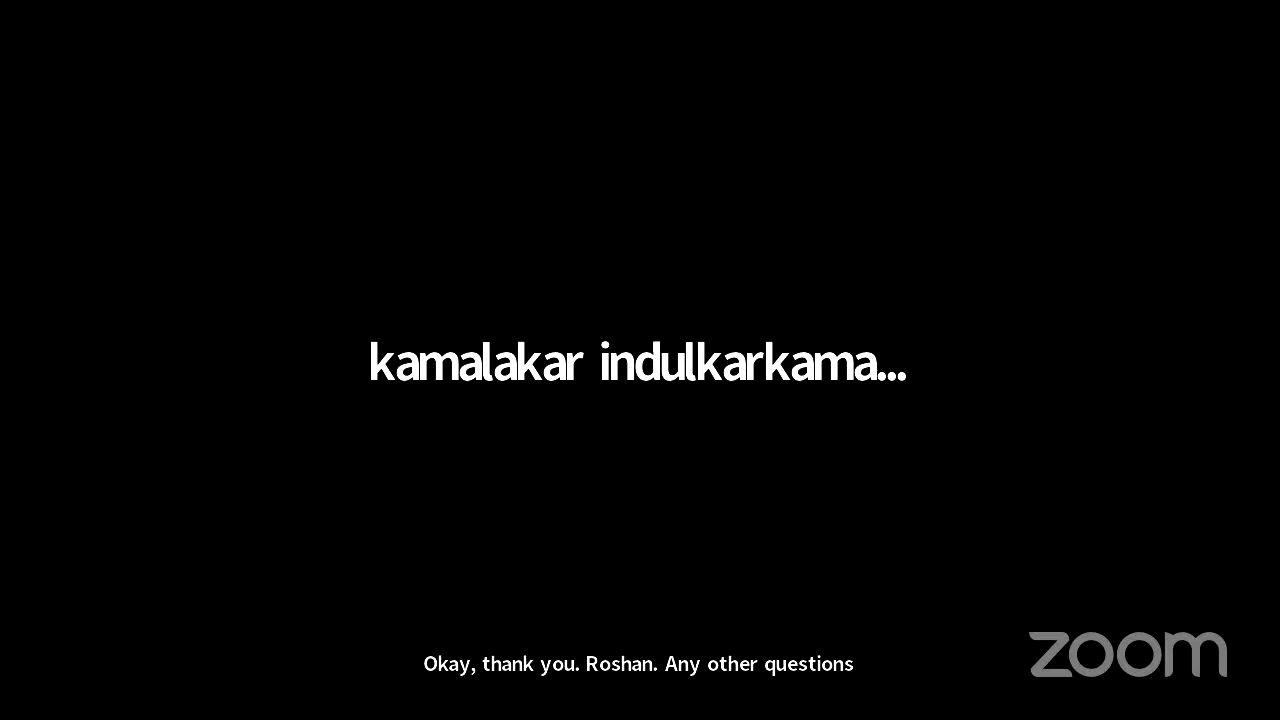 kamalakar indulkarkama...
Okay, thank you. Roshan. Any other questions
zoom